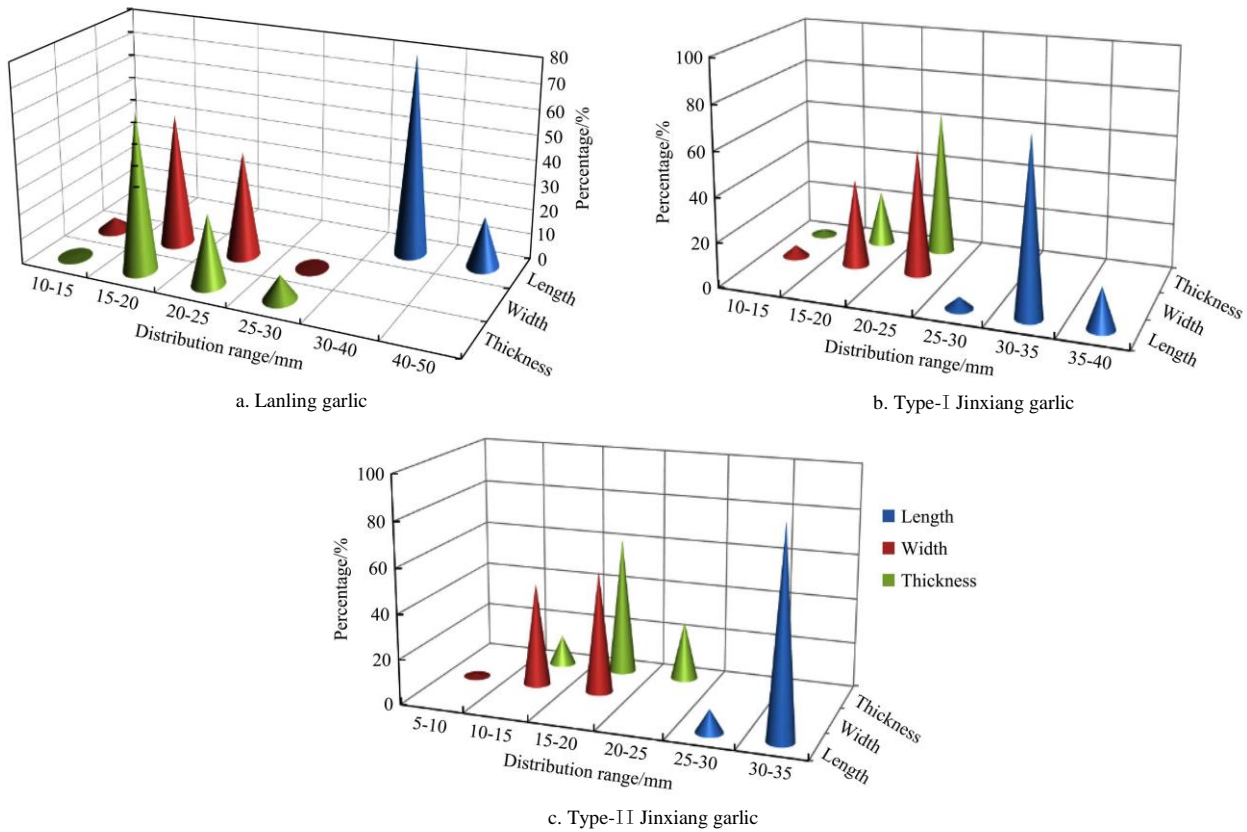 80
70
60
50
40
30
20
10
0
Percentage/%
10-15
15-20
20-25
25-30
30-40
40-50
Distribution range/mm
Length
Width
Thickness
a. Lanling garlic
100
80
60
40
20
0
Percentage/%
10-15
15-20
20-25
25-30
30-35
35-40
Distribution range/mm
Thickness
Width
Length
b. Type-I Jinxiang garlic
100
80
60
40
20
0
Percentage/%
5-10
10-15
15-20
20-25
25-30
30-35
Distribution range/mm
Thickness
Width
Length
Length
Width
Thickness
c. Type-II Jinxiang garlic